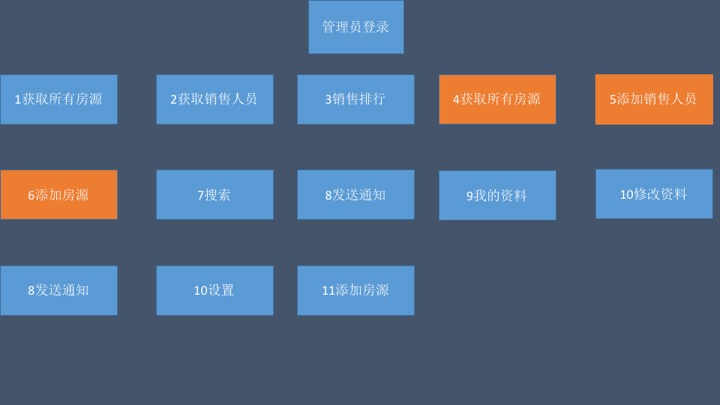 管理员登录
1获取所有房源
2获取销售人员
3销售排行
4获取所有房源
5添加销售人员
6添加房源
7搜索
8发送通知
9我的资料
10修改资料
8发送通知
10设置
11添加房源